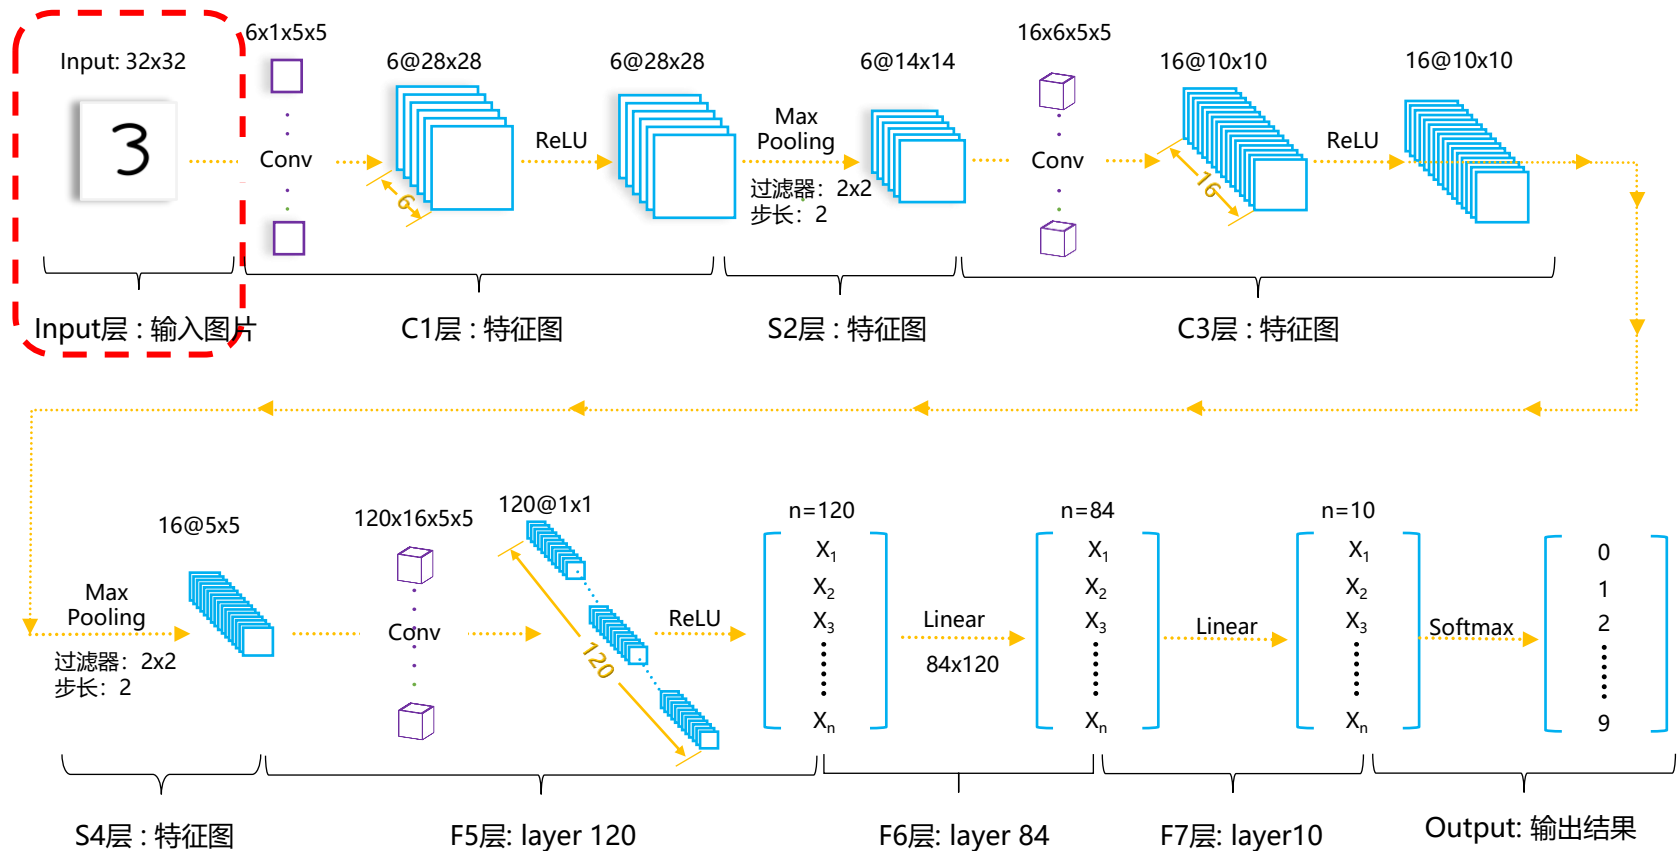 Input: 32x32
3
6x1x5x5
Conv
6@28x28
6
ReLU
6@28x28
Max
Pooling
过滤器：2x2
步长：2
6@14x14
16x6x5x5
Conv
16@10x10
16
ReLU
16@10x10
Input层 : 输入图片
C1层 : 特征图
S2层 : 特征图
C3层 : 特征图
Max
Pooling
过滤器：2x2
步长：2
16@5x5
120x16x5x5
Conv
120@1x1
120
ReLU
n=120
X1
X2
X3
Xn
Linear
84x120
n=84
X1
X2
X3
Xn
Linear
n=10
X1
X2
X3
Xn
Softmax
0
1
2
9
S4层 : 特征图
F5层: layer 120
F6层: layer 84
F7层: layer10
Output: 输出结果